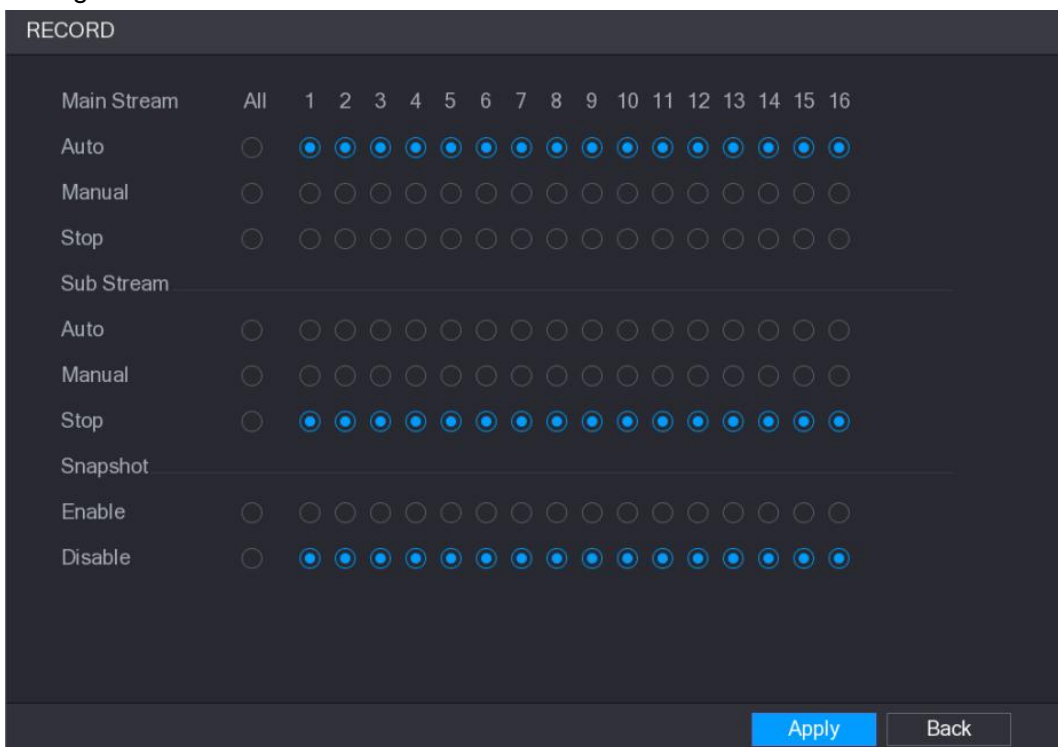 RECORD
Main Stream All 1 2 3 4 5 6 7 8 9 10 11 12 13 14 15 16
Auto
Manual
Stop
Sub Stream
Auto
Manual
Stop
Snapshot
Enable
Disable
Apply Back